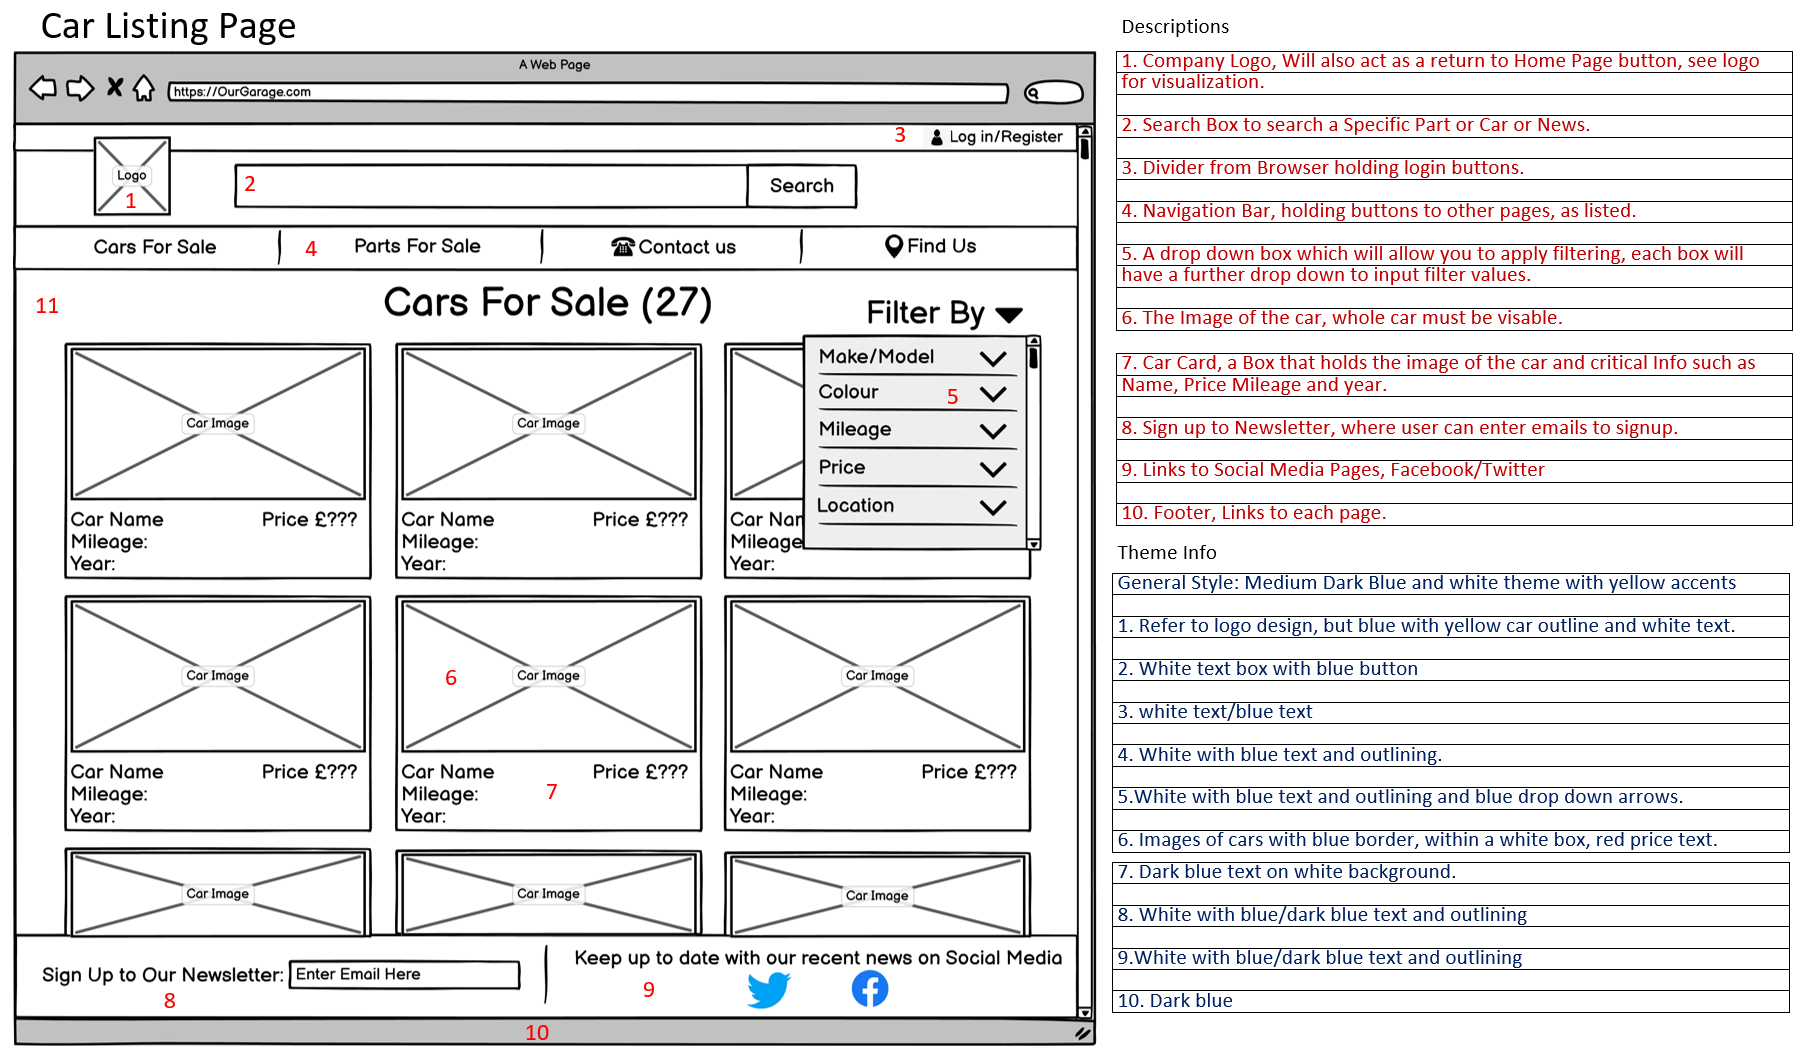 Car Listing Page
A Web Page
https://OurGarage.com
3
Log in/Register
Logo
1
2
Search
Cars For Sale
4
Parts For Sale
Contact us
Find Us
11
Cars For Sale (27)
Filter By
Make/Model
Colour
5
Mileage
Price
Location
Car Image
Car Name Price £???
Mileage:
Year:
Car Image
Car Name Price £???
Mileage:
Year:
Car Nar
Mileage
Year:
Car Image
Car Name Price £???
Mileage:
Year:
6
Car Image
Car Name Price £???
Mileage:
7
Year:
Car Image
Car Name Price £???
Mileage:
Year:
Car Image
Car Image
Car Image
Sign Up to Our Newsletter:
Enter Email Here
8
Keep up to date with our recent news on Social Media
9
10
Descriptions
1. Company Logo, Will also act as a return to Home Page button, see logo
for visualization.
2. Search Box to search a Specific Part or Car or News.
3. Divider from Browser holding login buttons.
4. Navigation Bar, holding buttons to other pages, as listed.
5. A drop down box which will allow you to apply filtering, each box will
have a further drop down to input filter values.
6. The Image of the car, whole car must be visable.
7. Car Card, a Box that holds the image of the car and critical Info such as
Name, Price Mileage and year.
8. Sign up to Newsletter, where user can enter emails to signup.
9. Links to Social Media Pages, Facebook/Twitter
10. Footer, Links to each page.
Theme Info
General Style: Medium Dark Blue and white theme with yellow accents
1. Refer to logo design, but blue with yellow car outline and white text.
2. White text box with blue button
3. white text/blue text
4. White with blue text and outlining.
5.White with blue text and outlining and blue drop down arrows.
6. Images of cars with blue border, within a white box, red price text.
7. Dark blue text on white background.
8. White with blue/dark blue text and outlining
9.White with blue/dark blue text and outlining
10. Dark blue